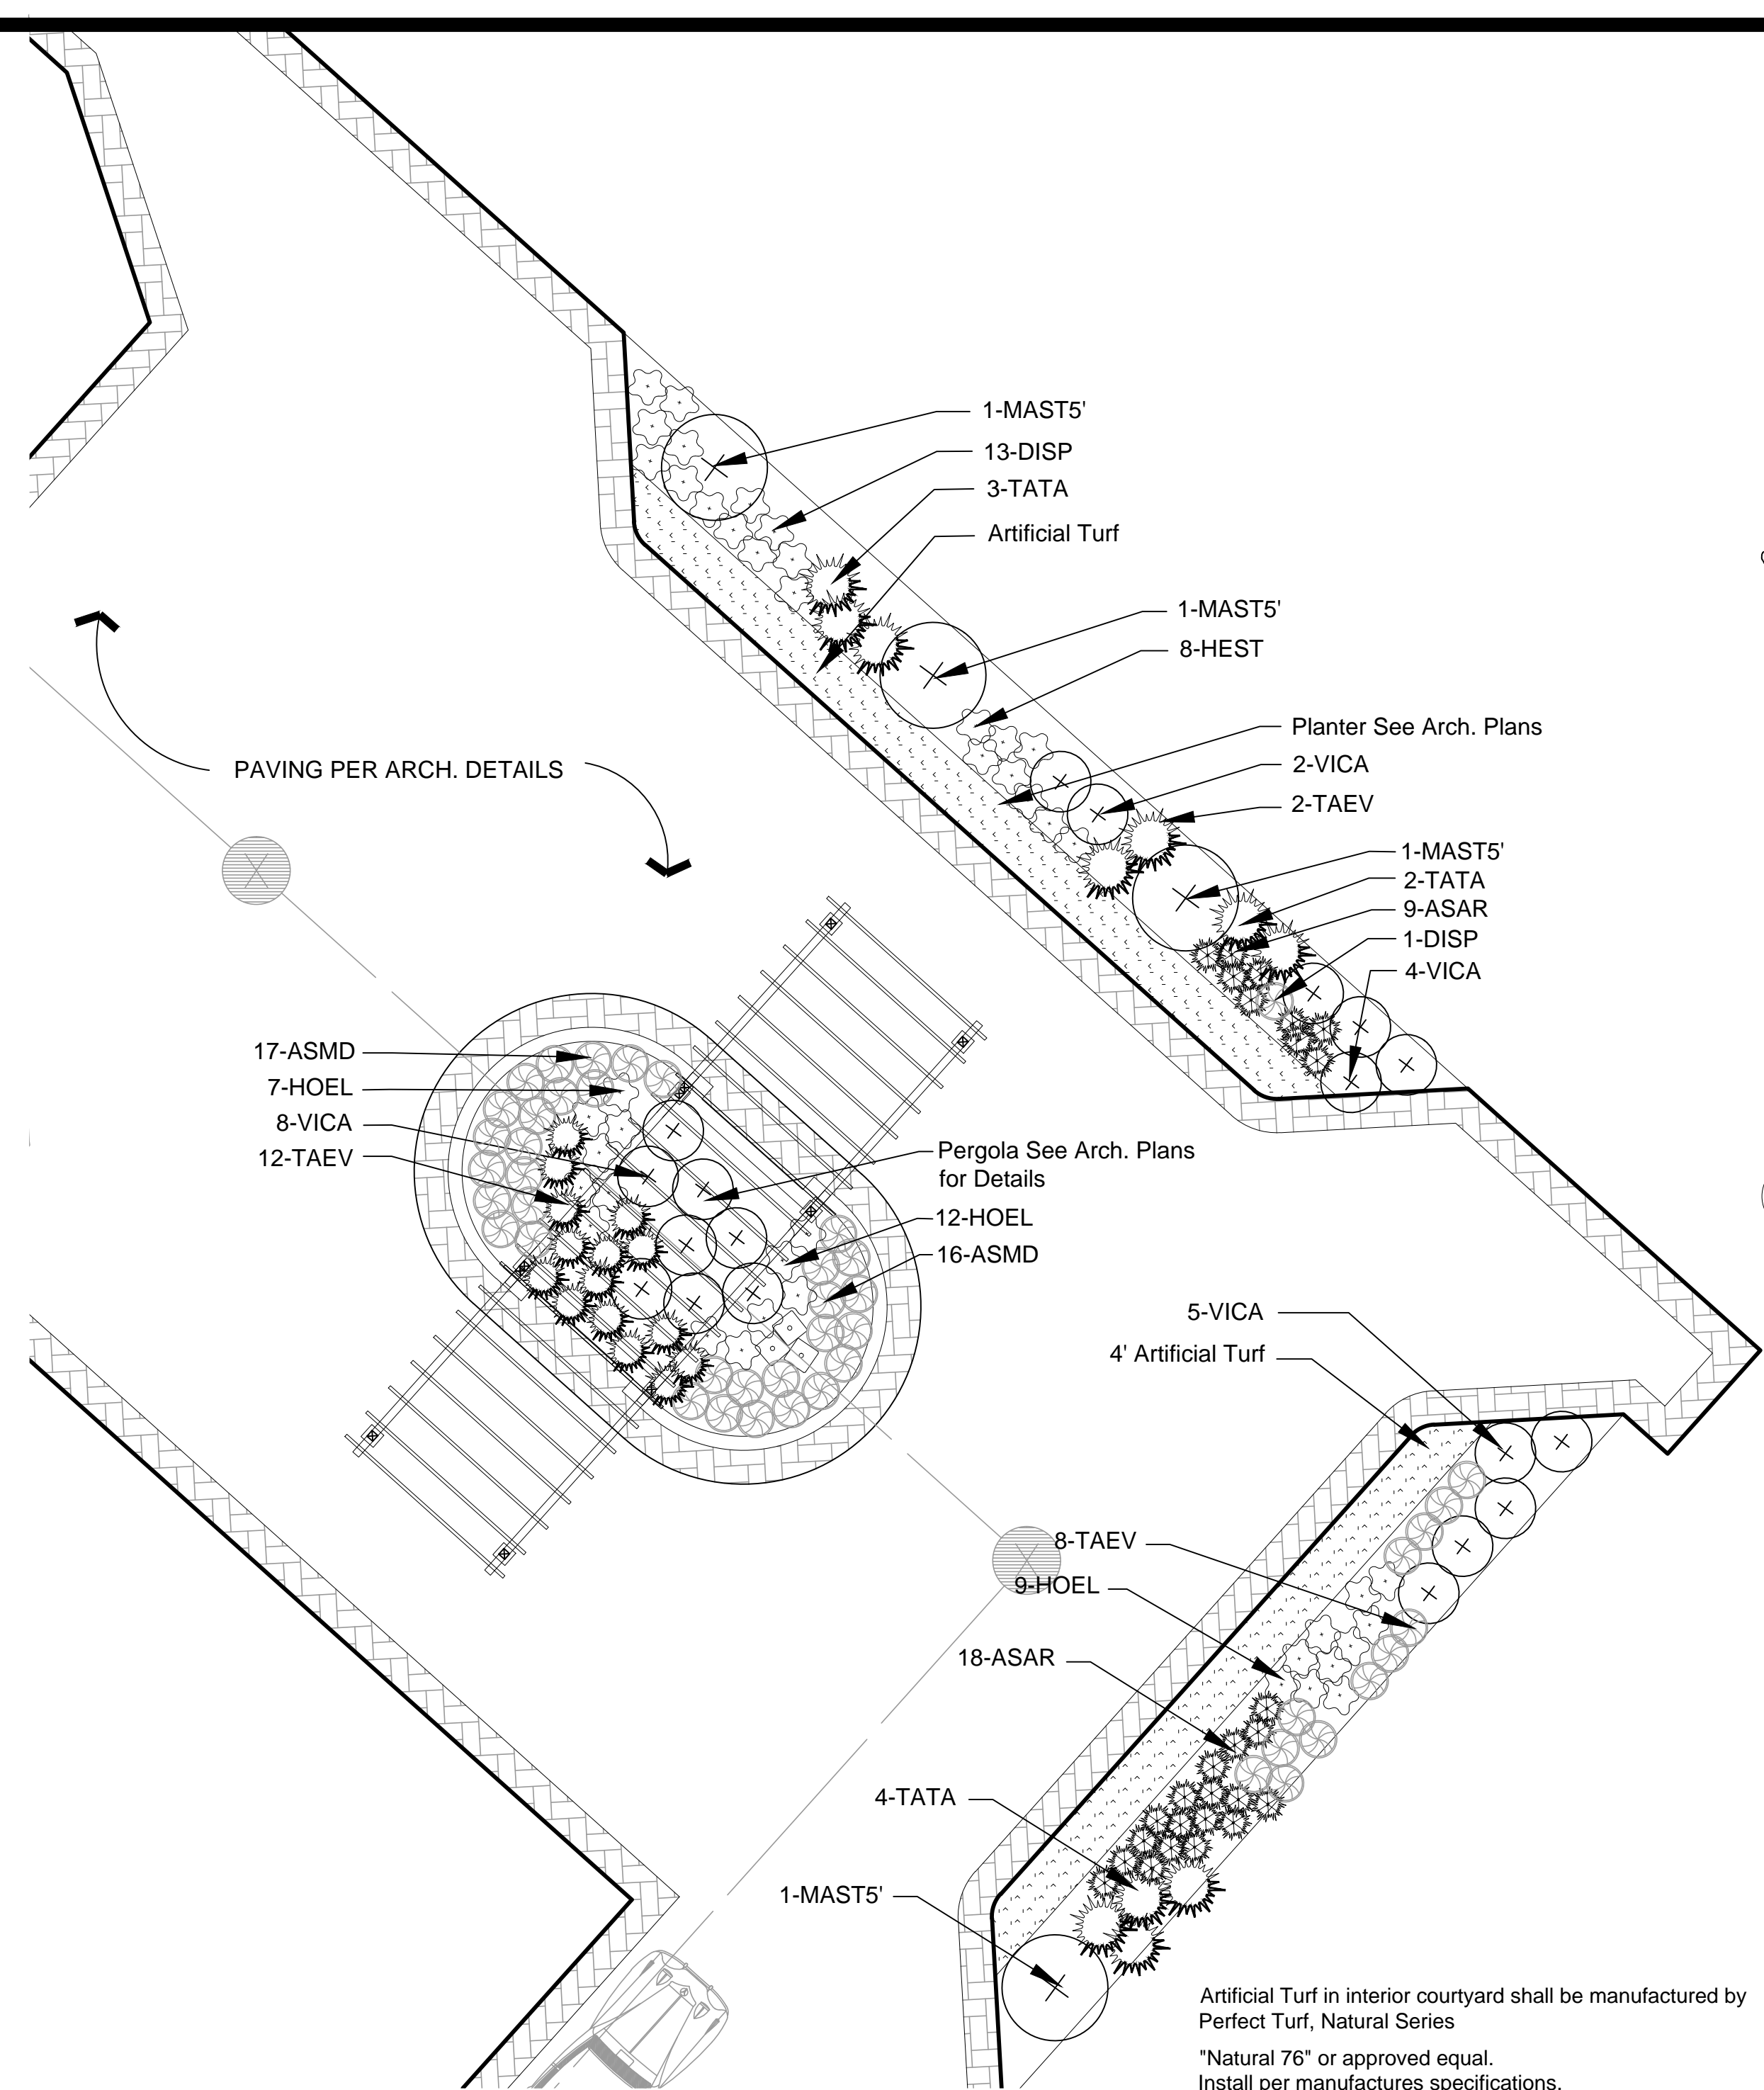 1-MAST5'
13-DISP
3-TATA
Artificial Turf
1-MAST5'
8-HEST
Planter See Arch. Plans
2-VICA
2-TAEV
PAVING PER ARCH. DETAILS
1-MAST5'
2-TATA
9-ASAR
1-DISP
4-VICA
17-ASMD
7-HOEL
8-VICA
12-TAEV
Pergola See Arch. Plans
for Details
12-HOEL
16-ASMD
5-VICA
4' Artificial Turf
8-TAEV
9-HOEL
18-ASAR
4-TATA
1-MAST5'
Artificial Turf in interior courtyard shall be manufactured by
Perfect Turf, Natural Series
"Natural 76" or approved equal.
Install per manufactures specifications.